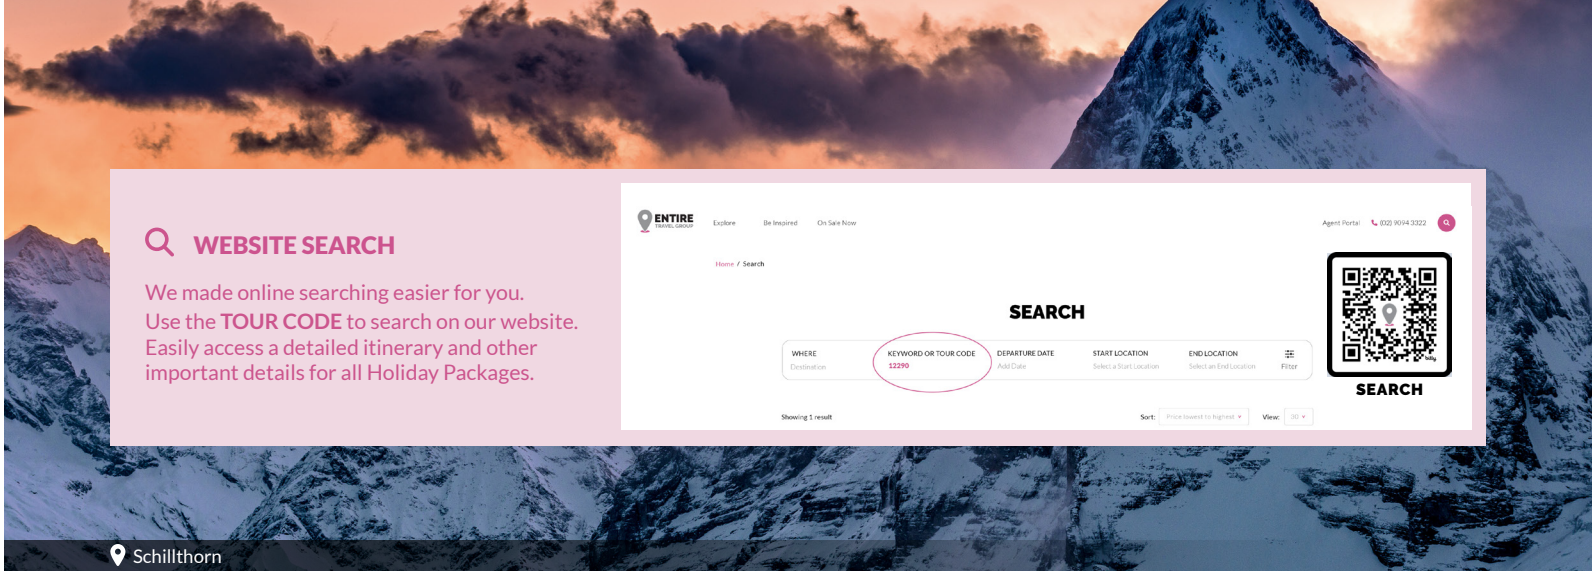 WEBSITE SEARCH
We made online searching easier for you.
Use the TOUR CODE to search on our website.
Easily access a detailed itinerary and other
important details for all Holiday Packages.
ENTIRE
TRAVEL GROUP
Explore Be Inspired On Sale Now
Agent Portal (02) 9094 3322
Home / Search
SEARCH
WHERE KEYWORD OR TOUR CODE DEPARTURE DATE START LOCATION END LOCATION
Destination 12290 Add Date Select a Start Location Select an End Location Filter
Showing 1 result Sort: Price lowest to highest View: 50
bitly
SEARCH
Schillthorn